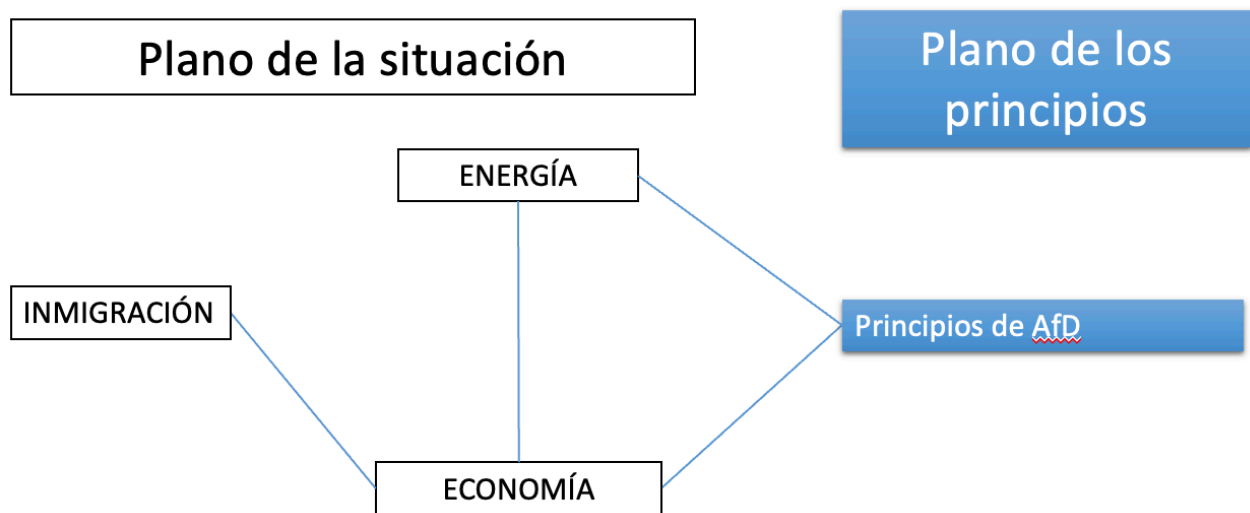 Plano de la situación
Plano de los
principios
ENERGÍA
INMIGRACIÓN
Principios de AfD
ECONOMÍA